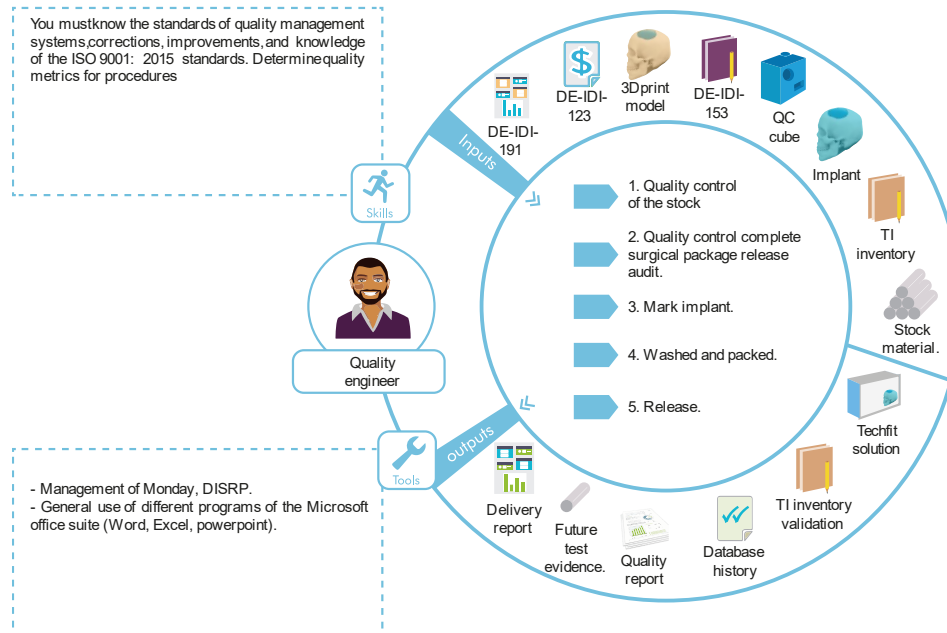 You mustknow the standards of quality management
systems,corrections, improvements, and knowledge
of the ISO 9001: 2015 standards. Determinequality
metrics for procedures
Skills
Quality
engineer
Tools
- Management of Monday, DISRP.
- General use of different programs of the Microsoft
office suite (Word, Excel, powerpoint).
Inputs
DE-IDI-
191
DE-IDI-
123
3Dprint
model
DE-IDI-
153
QC
cube
Implant
TI
inventory
Stock
material.
1. Quality control
of the stock
2. Quality control complete
surgical package release
audit.
3. Mark implant.
4. Washed and packed.
5. Release.
outputs
Delivery
report
Future
test
evidence.
Quality
report
Database
history
TI inventory
validation
Techfit
solution